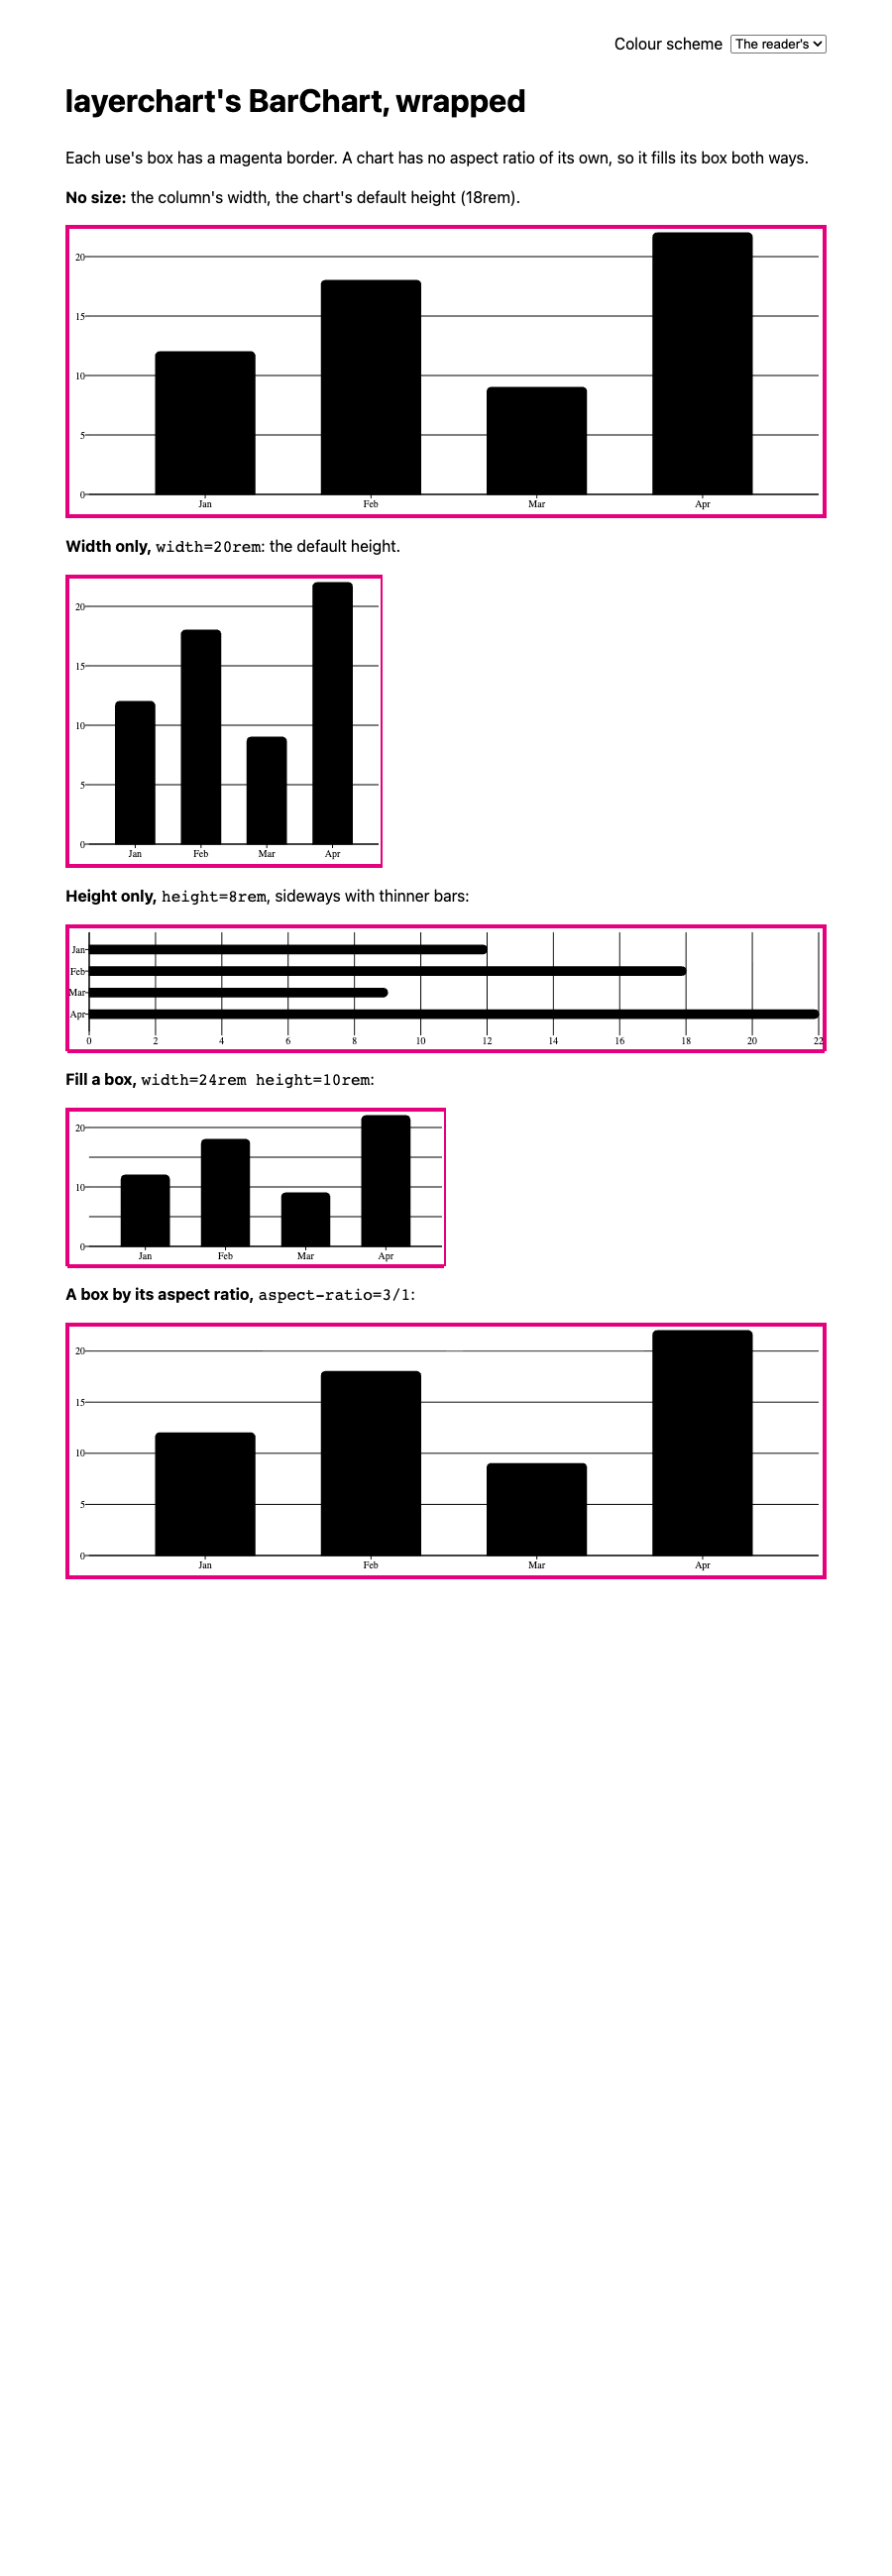 Colour scheme The reader's
layerchart's BarChart, wrapped
Each use's box has a magenta border. A chart has no aspect ratio of its own, so it fills its box both ways.
No size: the column's width, the chart's default height (18rem).
20
15
10
5
0
Jan Feb Mar Apr
Width only, width=20rem: the default height.
20
15
10
5
0
Jan Feb Mar Apr
Height only, height=8rem, sideways with thinner bars:
Jan
Feb
Mar
Apr
0 2 4 6 8 10 12 14 16 18 20 22
Fill a box, width=24rem height=10rem:
20
10
0
Jan Feb Mar Apr
A box by its aspect ratio, aspect-ratio=3/1:
20
15
10
5
0
Jan Feb Mar Apr